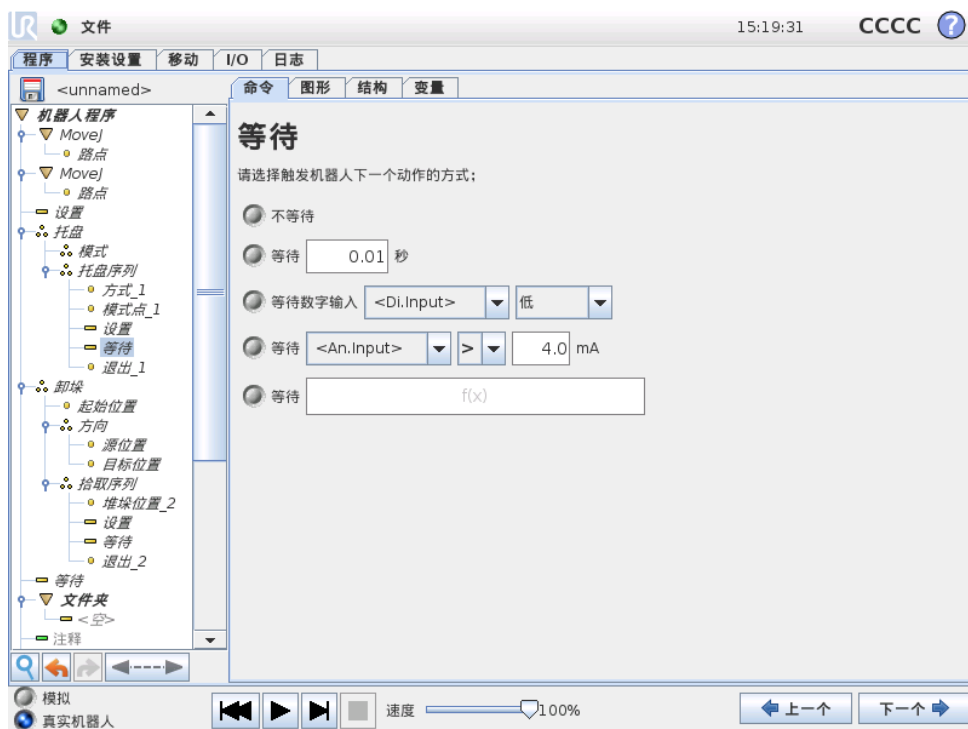 UR 文件 15:19:31 CCCC ?
程序 安装设置 移动 I/O 日志
<unnamed>
命令 图形 结构 变量
机器人程序
MoveJ
路点
MoveJ
路点
设置
托盘
模式
托盘序列
方式_1
模式点_1
设置
等待
退出_1
卸垛
起始位置
方向
源位置
目标位置
拾取序列
堆垛位置_2
设置
等待
退出_2
等待
文件夹
<空>
注释
等待
请选择触发机器人下一个动作的方式;
不等待
等待 0.01 秒
等待数字输入 <Di.Input> 低
等待 <An.Input> > 4.0 mA
等待 f(x)
模拟
真实机器人
速度 100%
上一个 下一个